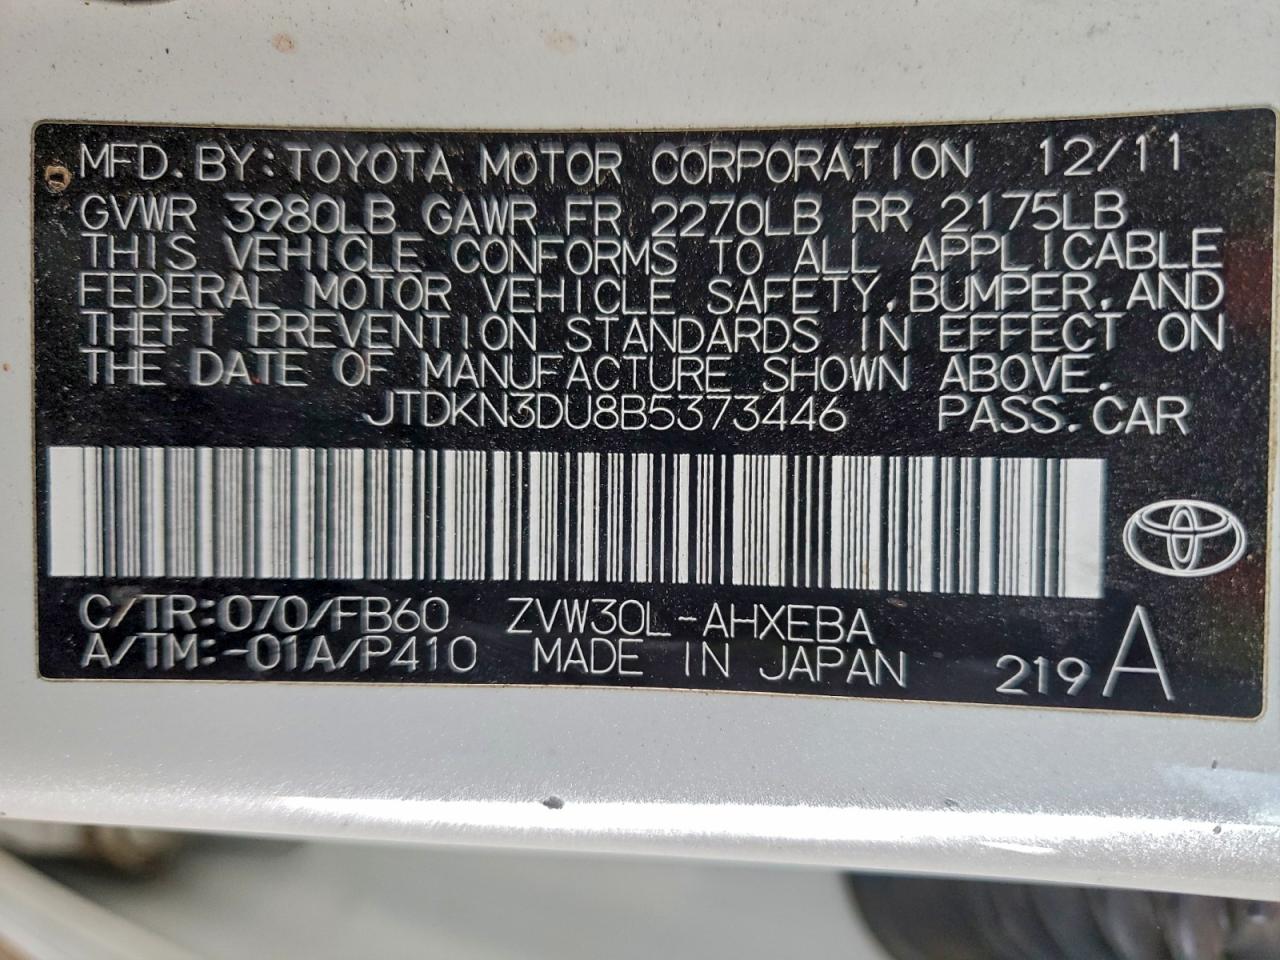 MFD. BY: TOYOTA MOTOR CORPORATION 12/11
GVWR 3980LB GAWR FR 2270LB RR 2175LB
THIS VEHICLE CONFORMS TO ALL APPLICABLE
FEDERAL MOTOR VEHICLE SAFETY, BUMPER, AND
THEFT PREVENTION STANDARDS IN EFFECT ON
THE DATE OF MANUFACTURE SHOWN ABOVE.
JTDKN3DU8B5373446 PASS. CAR
C/TR: 070/FB60 ZVW30L-AHXEBA
A/TM: -01A/P410 MADE IN JAPAN 219 A